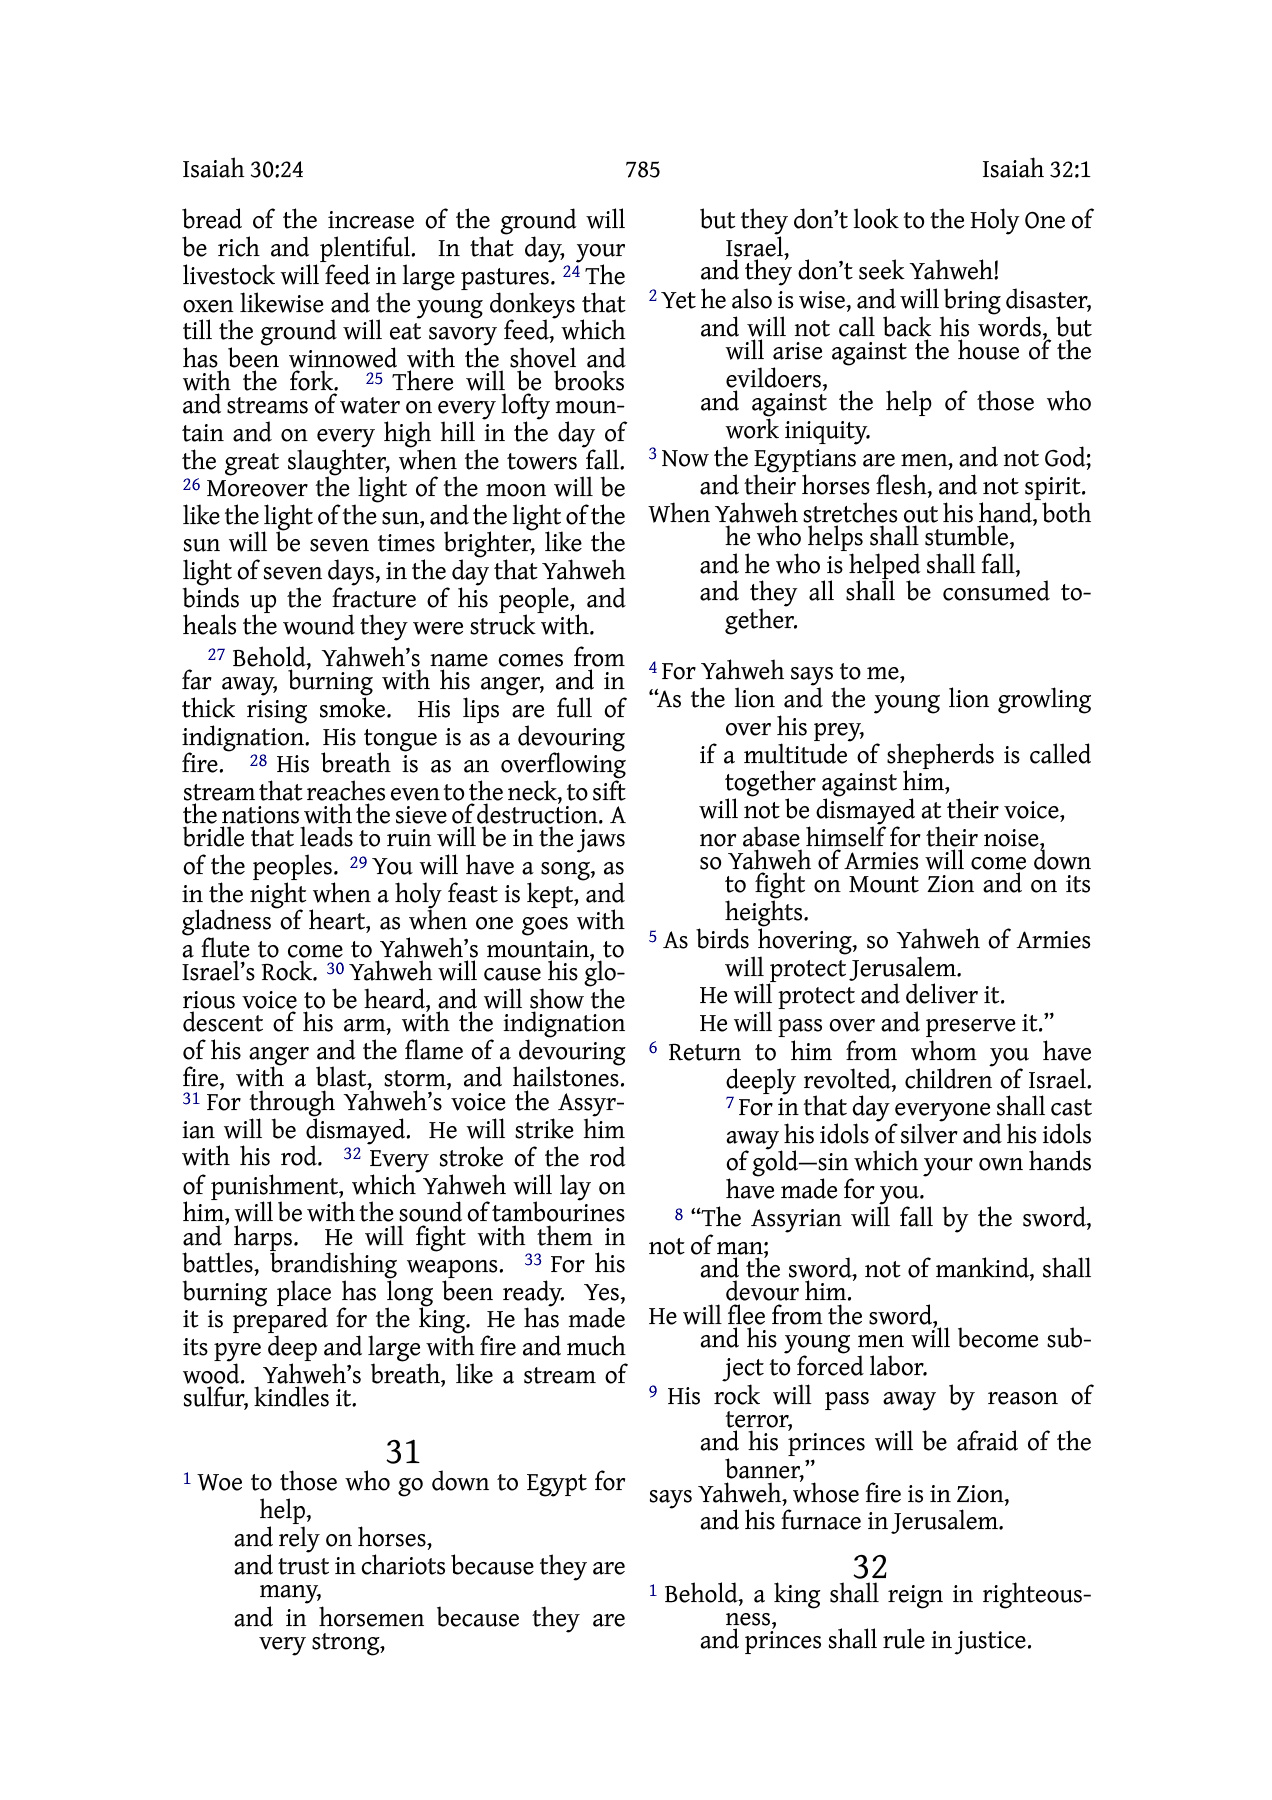 Isaiah 30:24 785 Isaiah 32:1
bread of the increase of the ground will
be rich and plentiful. In that day, your
livestock will feed in large pastures. 24 The
oxen likewise and the young donkeys that
till the ground will eat savory feed, which
has been winnowed with the shovel and
with the fork. 25 There will be brooks
and streams of water on every lofty moun-
tain and on every high hill in the day of
the great slaughter, when the towers fall.
26 Moreover the light of the moon will be
like the light of the sun, and the light of the
sun will be seven times brighter, like the
light of seven days, in the day that Yahweh
binds up the fracture of his people, and
heals the wound they were struck with.
27 Behold, Yahweh’s name comes from
far away, burning with his anger, and in
thick rising smoke. His lips are full of
indignation. His tongue is as a devouring
fire. 28 His breath is as an overflowing
stream that reaches even to the neck, to sift
the nations with the sieve of destruction. A
bridle that leads to ruin will be in the jaws
of the peoples. 29 You will have a song, as
in the night when a holy feast is kept, and
gladness of heart, as when one goes with
a flute to come to Yahweh’s mountain, to
Israel’s Rock. 30 Yahweh will cause his glo-
rious voice to be heard, and will show the
descent of his arm, with the indignation
of his anger and the flame of a devouring
fire, with a blast, storm, and hailstones.
31 For through Yahweh’s voice the Assyr-
ian will be dismayed. He will strike him
with his rod. 32 Every stroke of the rod
of punishment, which Yahweh will lay on
him, will be with the sound of tambourines
and harps. He will fight with them in
battles, brandishing weapons. 33 For his
burning place has long been ready. Yes,
it is prepared for the king. He has made
its pyre deep and large with fire and much
wood. Yahweh’s breath, like a stream of
sulfur, kindles it.
31
1 Woe to those who go down to Egypt for
help,
and rely on horses,
and trust in chariots because they are
many,
and in horsemen because they are
very strong,
but they don’t look to the Holy One of
Israel,
and they don’t seek Yahweh!
2 Yet he also is wise, and will bring disaster,
and will not call back his words, but
will arise against the house of the
evildoers,
and against the help of those who
work iniquity.
3 Now the Egyptians are men, and not God;
and their horses flesh, and not spirit.
When Yahweh stretches out his hand, both
he who helps shall stumble,
and he who is helped shall fall,
and they all shall be consumed to-
gether.
4 For Yahweh says to me,
“As the lion and the young lion growling
over his prey,
if a multitude of shepherds is called
together against him,
will not be dismayed at their voice,
nor abase himself for their noise,
so Yahweh of Armies will come down
to fight on Mount Zion and on its
heights.
5 As birds hovering, so Yahweh of Armies
will protect Jerusalem.
He will protect and deliver it.
He will pass over and preserve it.”
6 Return to him from whom you have
deeply revolted, children of Israel.
7 For in that day everyone shall cast
away his idols of silver and his idols
of gold—sin which your own hands
have made for you.
8 “The Assyrian will fall by the sword,
not of man;
and the sword, not of mankind, shall
devour him.
He will flee from the sword,
and his young men will become sub-
ject to forced labor.
9 His rock will pass away by reason of
terror,
and his princes will be afraid of the
banner,”
says Yahweh, whose fire is in Zion,
and his furnace in Jerusalem.
32
1 Behold, a king shall reign in righteous-
ness,
and princes shall rule in justice.